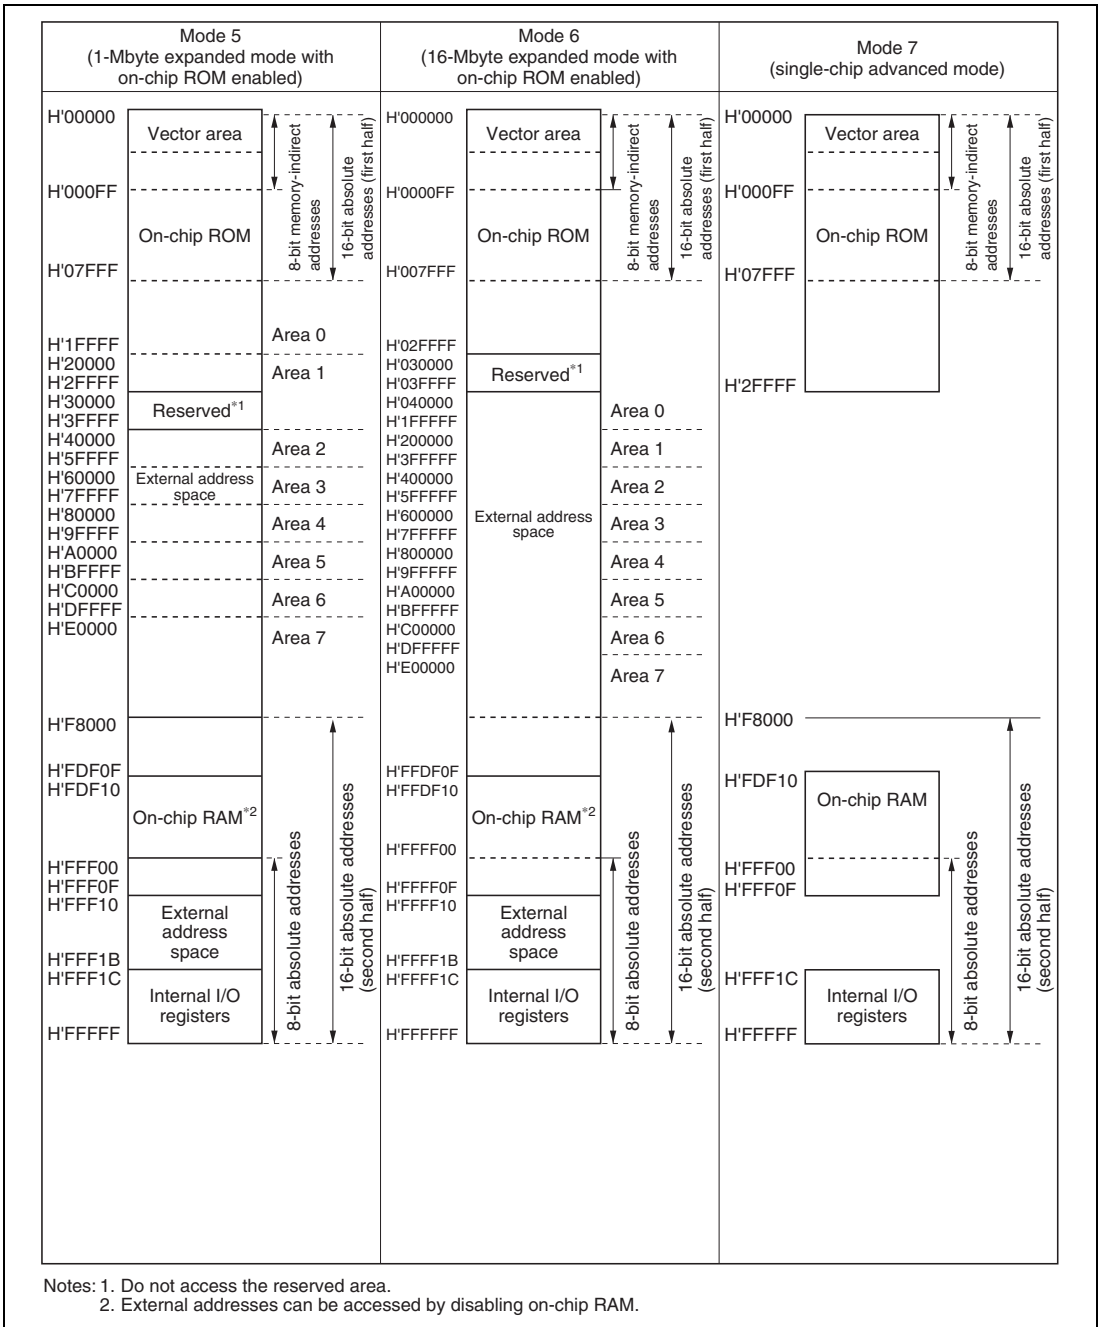 Mode 5
(1-Mbyte expanded mode with
on-chip ROM enabled)
H'00000
Vector area
H'000FF
On-chip ROM
H'07FFF
8-bit memory-indirect
addresses
16-bit absolute
addresses (first half)
H'1FFFF
Area 0
H'20000
H'2FFFF
Area 1
H'30000
H'3FFFF
Reserved*1
H'40000
H'5FFFF
Area 2
H'60000
H'7FFFF
External address
space
Area 3
H'80000
H'9FFFF
Area 4
H'A0000
H'BFFFF
Area 5
H'C0000
H'DFFFF
Area 6
H'E0000
Area 7
H'F8000
H'FDF0F
H'FDF10
On-chip RAM*2
H'FFF00
H'FFF0F
H'FFF10
External
address
space
H'FFF1B
H'FFF1C
Internal I/O
registers
H'FFFFF
8-bit absolute addresses
16-bit absolute addresses
(second half)
Mode 6
(16-Mbyte expanded mode with
on-chip ROM enabled)
H'000000
Vector area
H'0000FF
On-chip ROM
H'007FFF
8-bit memory-indirect
addresses
16-bit absolute
addresses (first half)
H'02FFFF
H'030000
H'03FFFF
Reserved*1
H'040000
H'1FFFFF
Area 0
H'200000
H'3FFFFF
Area 1
H'400000
H'5FFFFF
Area 2
H'600000
H'7FFFFF
External address
space
Area 3
H'800000
H'9FFFFF
Area 4
H'A00000
H'BFFFFF
Area 5
H'C00000
H'DFFFFF
Area 6
H'E00000
Area 7
H'FFDF0F
H'FFDF10
On-chip RAM*2
H'FFFF00
H'FFFF0F
H'FFFF10
External
address
space
H'FFFF1B
H'FFFF1C
Internal I/O
registers
H'FFFFFF
8-bit absolute addresses
16-bit absolute addresses
(second half)
Mode 7
(single-chip advanced mode)
H'00000
Vector area
H'000FF
On-chip ROM
H'07FFF
8-bit memory-indirect
addresses
16-bit absolute
addresses (first half)
H'2FFFF
H'F8000
H'FDF10
On-chip RAM
H'FFF00
H'FFF0F
H'FFF1C
Internal I/O
registers
H'FFFFF
8-bit absolute addresses
16-bit absolute addresses
(second half)
Notes: 1. Do not access the reserved area.
2. External addresses can be accessed by disabling on-chip RAM.